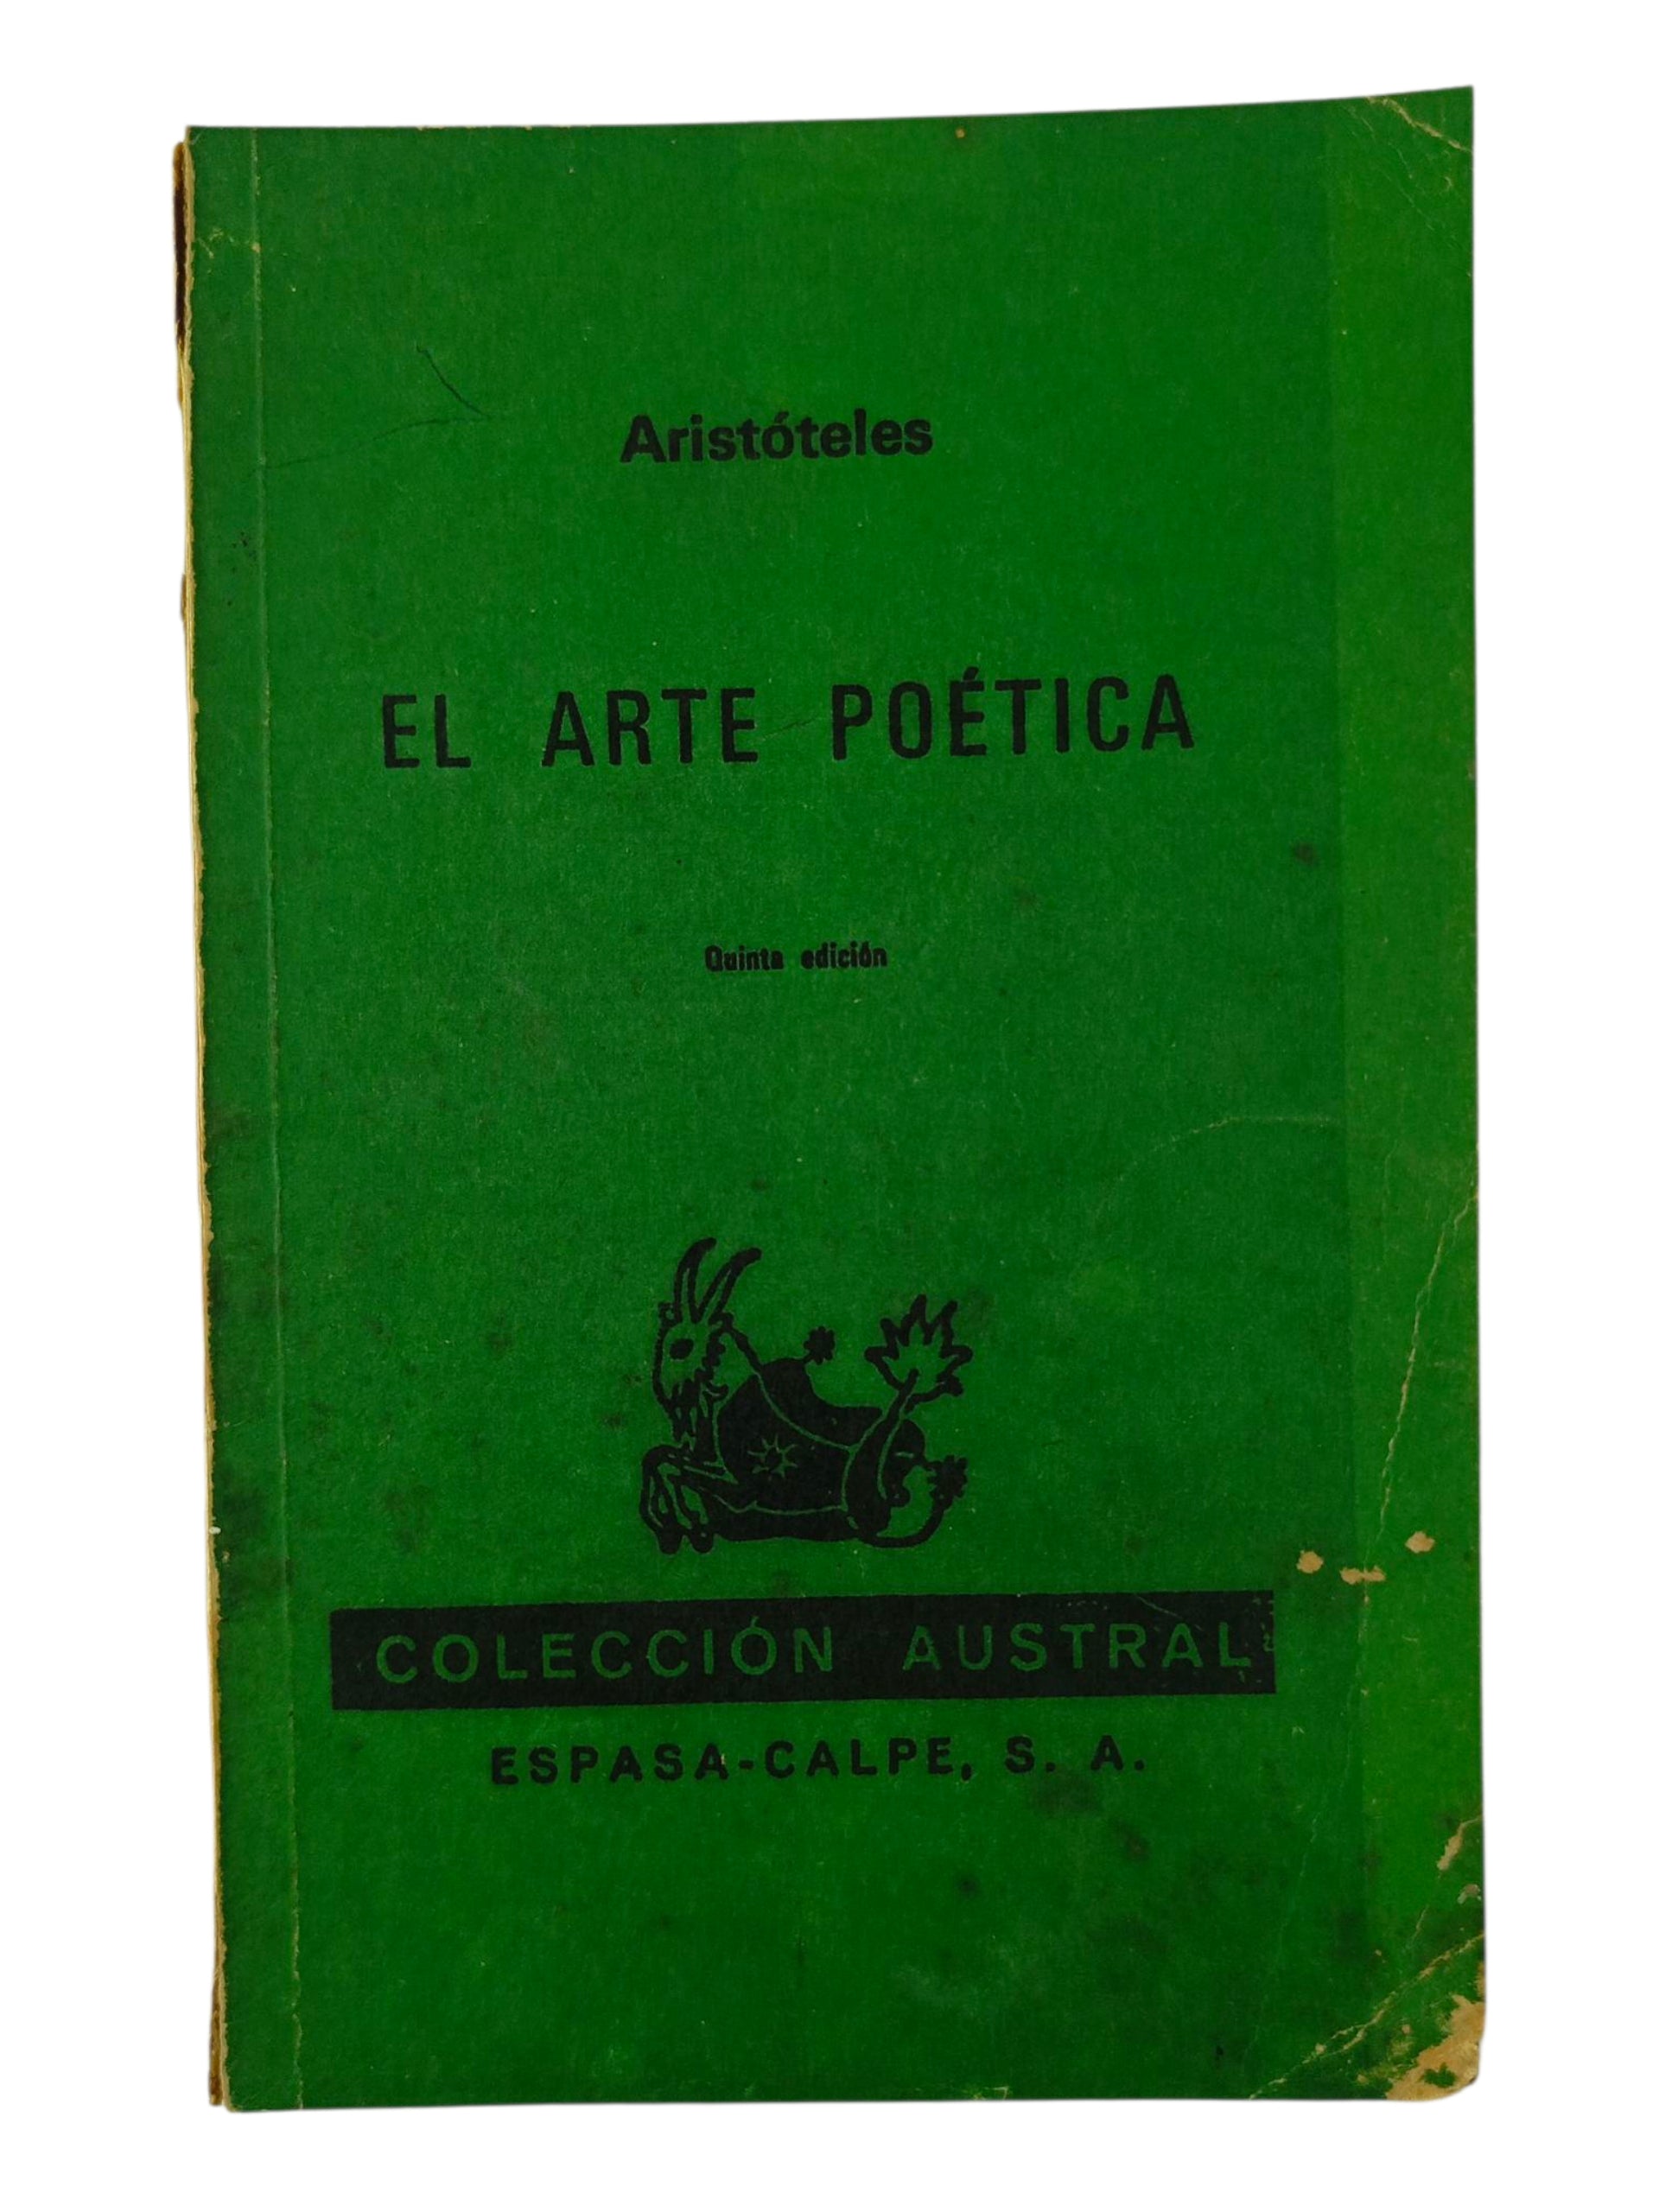 Aristóteles
EL ARTE POÉTICA
Quinta edición
COLECCIÓN AUSTRAL
ESPASA-CALPE, S. A.